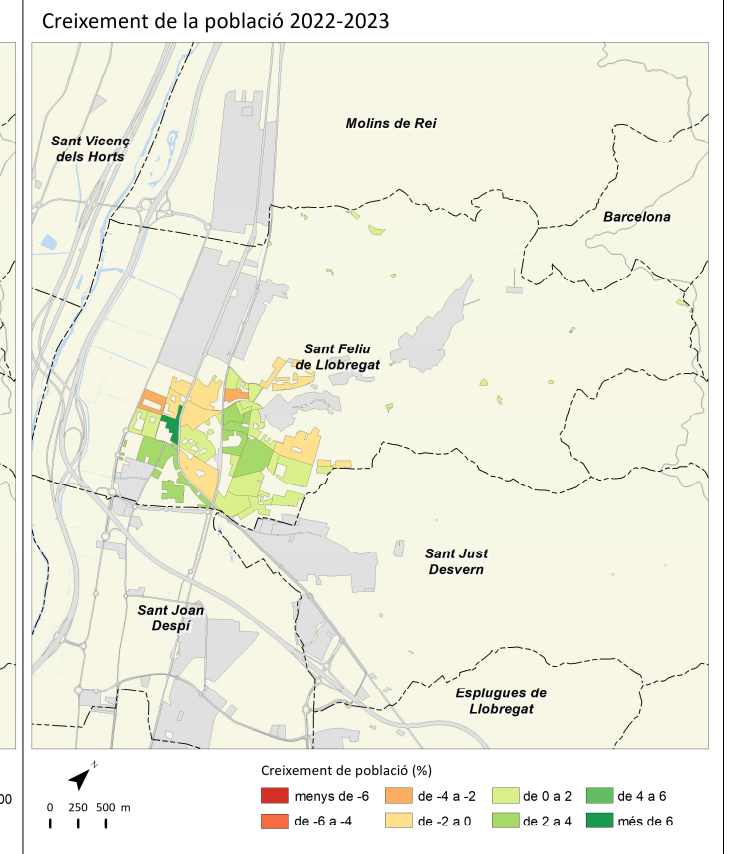 Creixement de la població 2022-2023
Molins de Rei
Sant Vicenç
dels Horts
Barcelona
Sant Feliu
de Llobregat
Sant Just
Desvern
Sant Joan
Despí
Esplugues de
Llobregat
N
00
0 250 500 m
Creixement de població (%)
menys de -6
de -4 a -2
de 0 a 2
de 4 a 6
de -6 a -4
de -2 a 0
de 2 a 4
més de 6